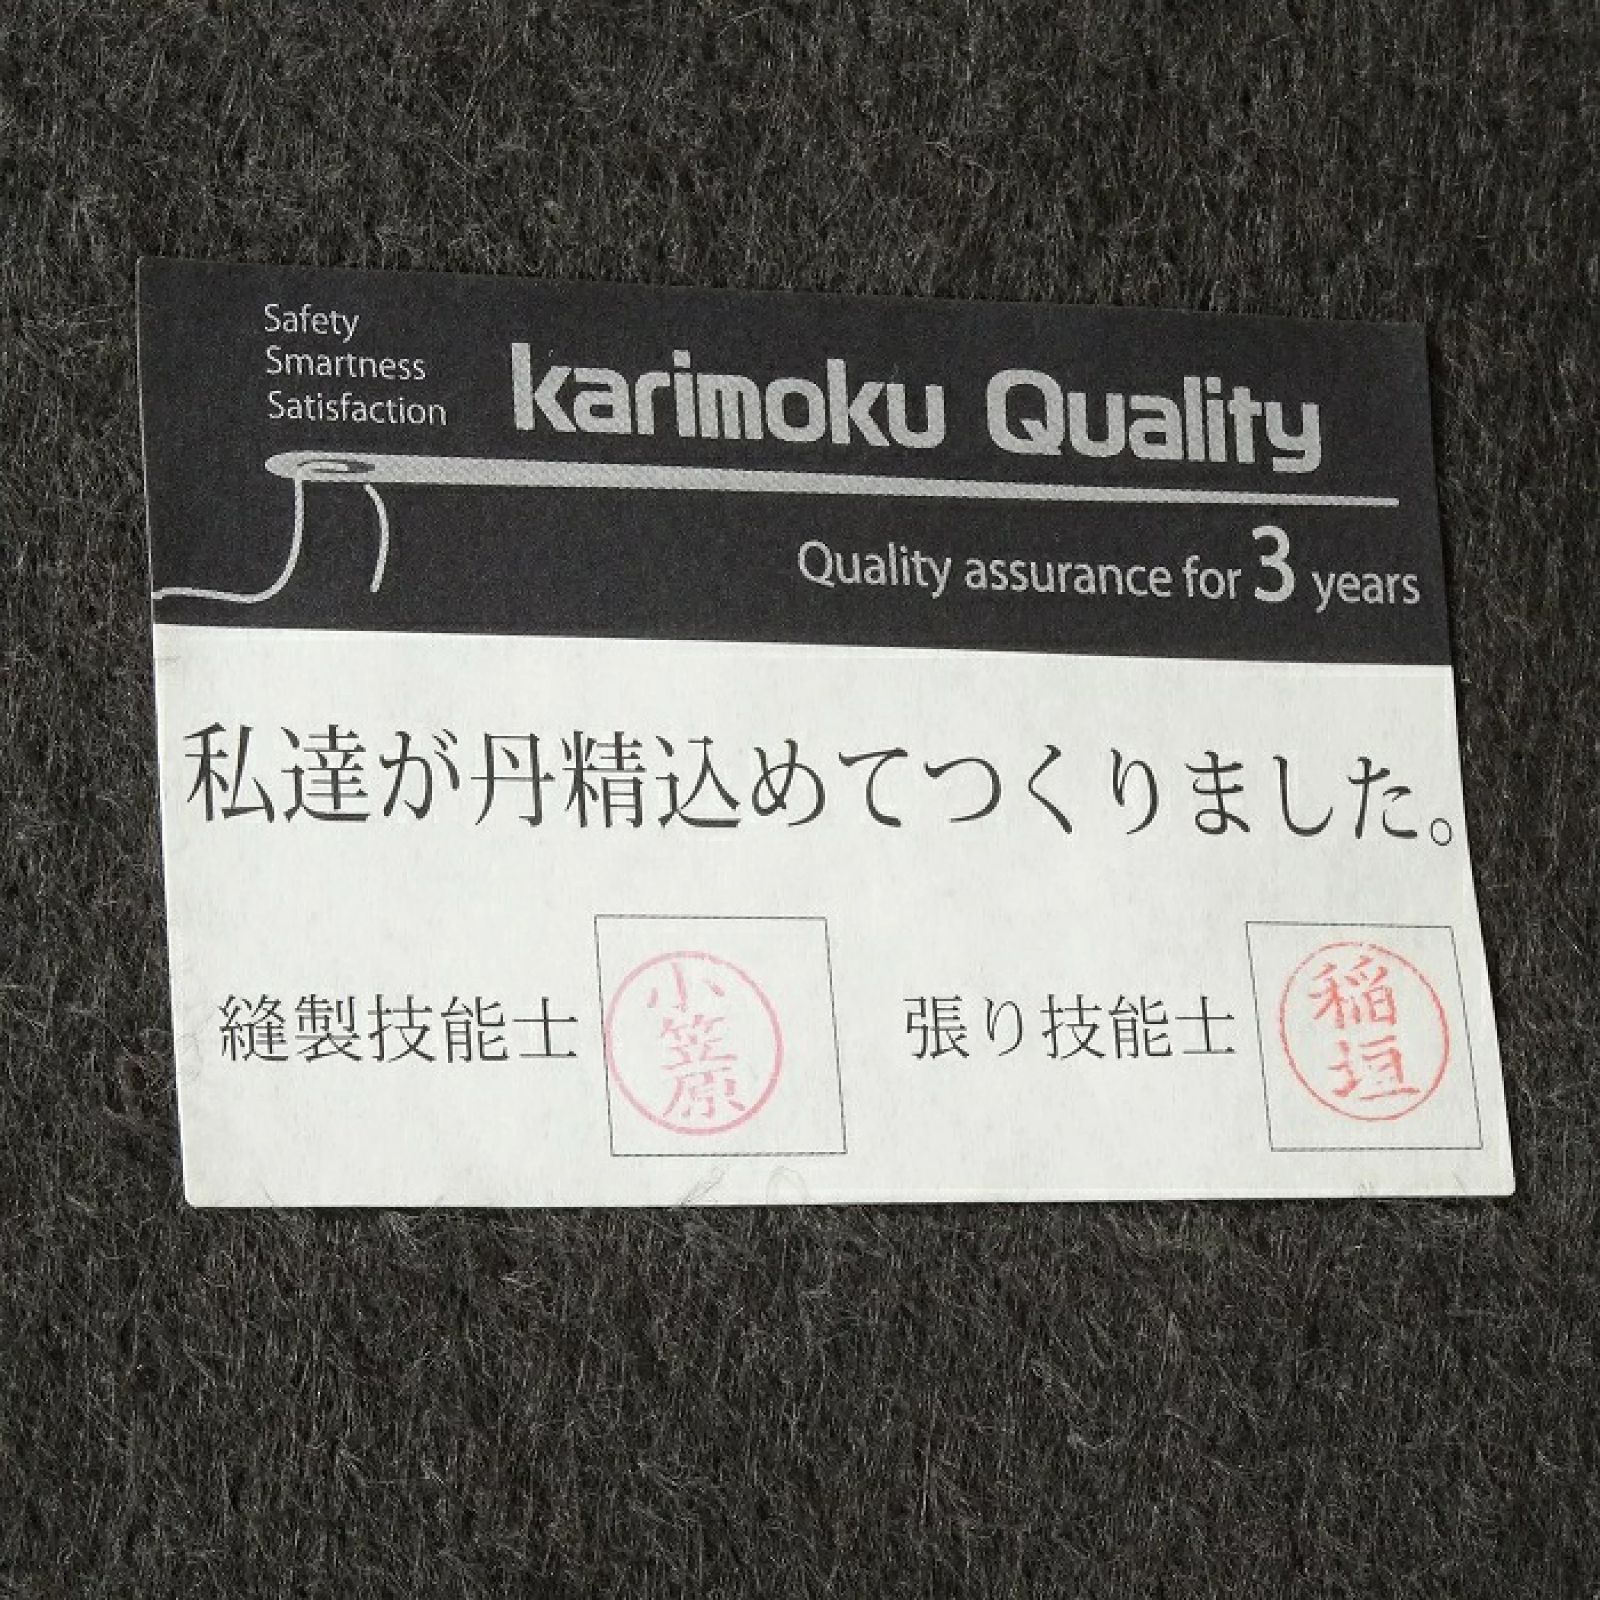 Safety
Smartness
Satisfaction
karimoku Quality
Quality assurance for 3 years
私達が丹精込めてつくりました。
縫製技能士 小笠原 張り技能士 稲垣